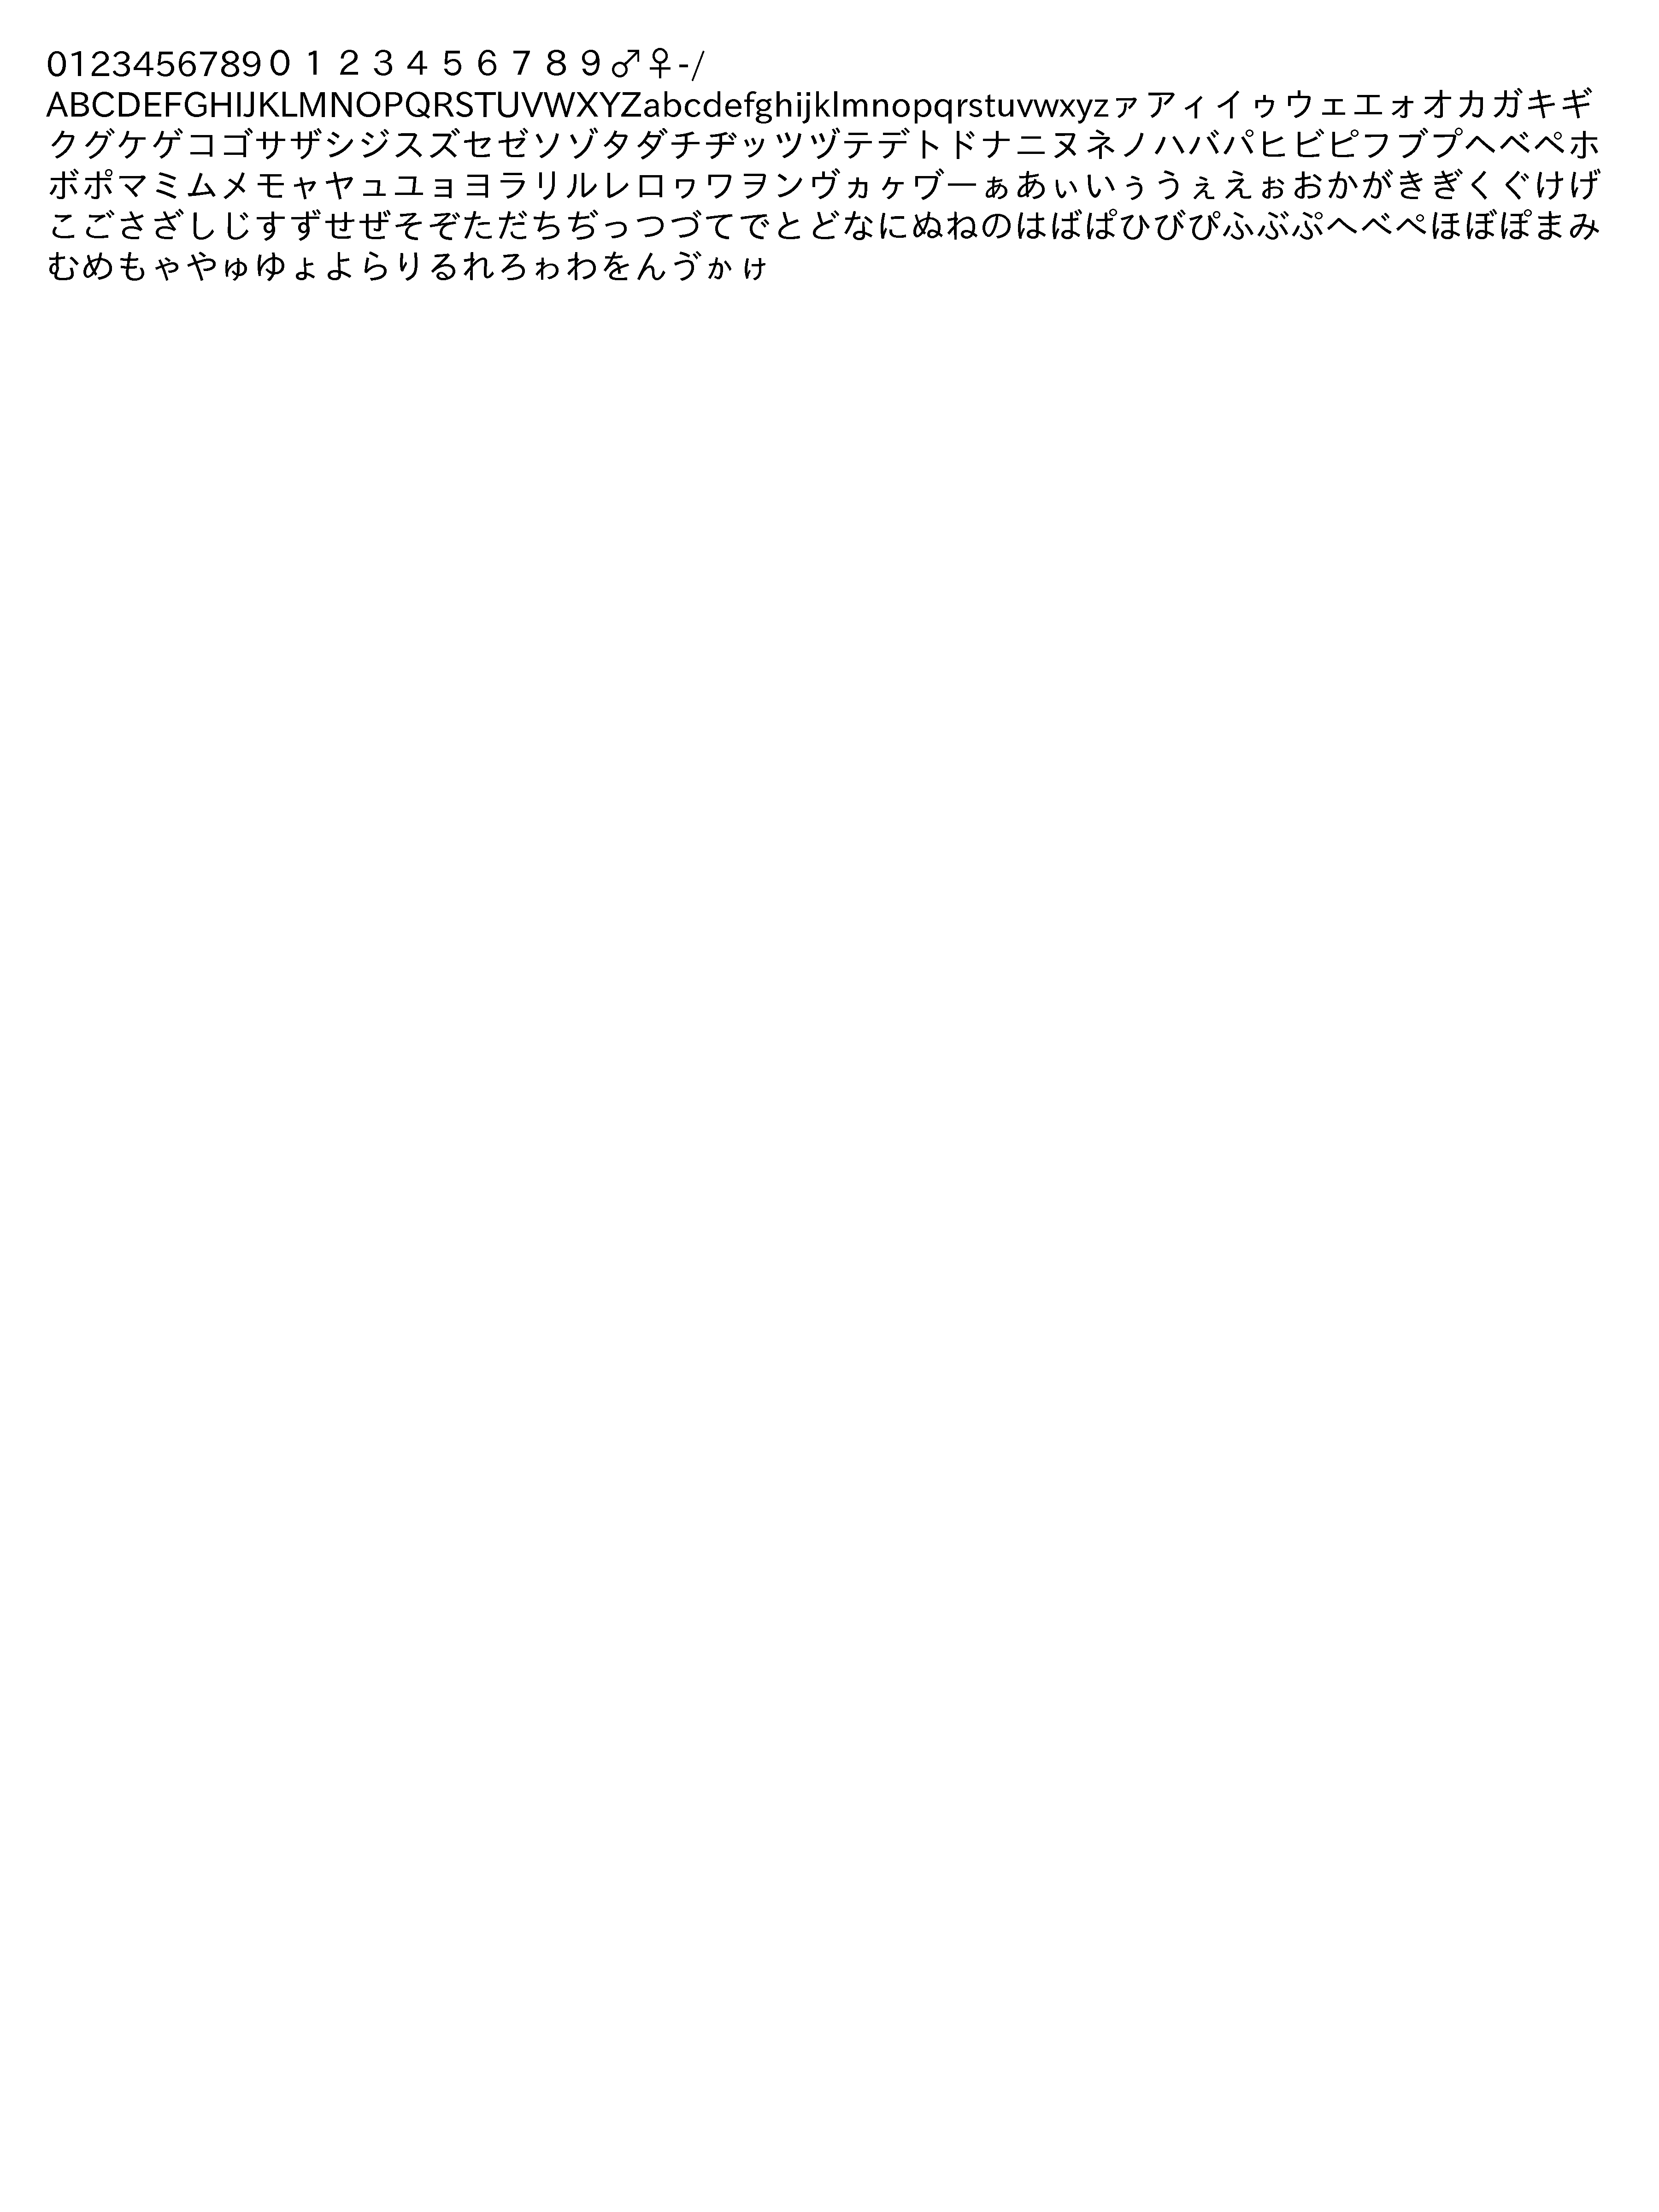 0123456789０１２３４５６７８９♂♀-/
ABCDEFGHIJKLMNOPQRSTUVWXYZabcdefghijklmnopqrstuvwxyzァアィイゥウェエォオカガキギ
クグケゲコゴサザシジスズセゼソゾタダチヂッツヅテデトドナニヌネノハバパヒビピフブプヘベペホ
ボポマミムメモャヤュユョヨラリルレロヮワヲンヴヵヶヷーぁあぃいぅうぇえぉおかがきぎくぐけげ
こごさざしじすずせぜそぞただちぢっつづてでとどなにぬねのはばぱひびぴふぶぷへべぺほぼぽまみ
むめもゃやゅゆょよらりるれろゎわをんゔゕゖ